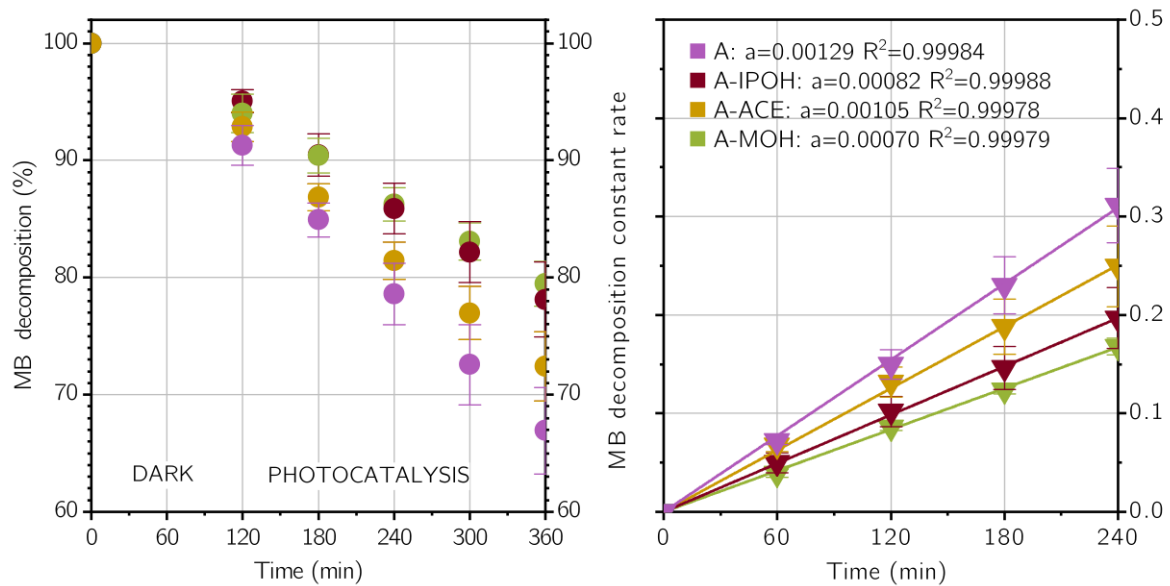 100
90
80
70
60
MB decomposition (%)
DARK
PHOTOCATALYSIS
0
60
120
180
240
300
360
Time (min)
100
90
80
70
60
A: a=0.00129 R²=0.99984
A-IPOH: a=0.00082 R²=0.99988
A-ACE: a=0.00105 R²=0.99978
A-MOH: a=0.00070 R²=0.99979
MB decomposition constant rate
0.5
0.4
0.3
0.2
0.1
0.0
0
60
120
180
240
Time (min)